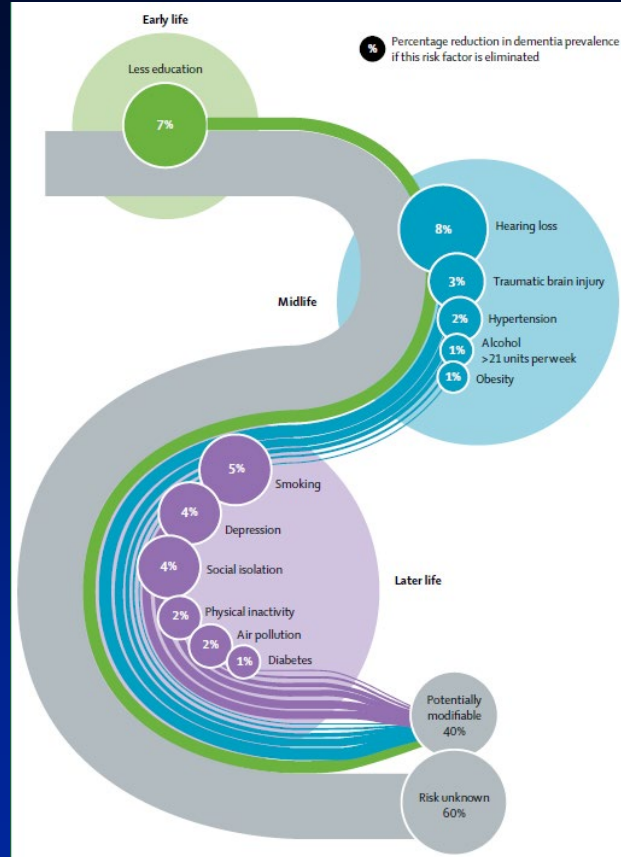 Early life
% Percentage reduction in dementia prevalence
if this risk factor is eliminated
Less education
7%
8% Hearing loss
3% Traumatic brain injury
Midlife
2% Hypertension
1% Alcohol
>21 units per week
1% Obesity
5% Smoking
4% Depression
4% Social isolation
Later life
2% Physical inactivity
2% Air pollution
1% Diabetes
Potentially
modifiable
40%
Risk unknown
60%